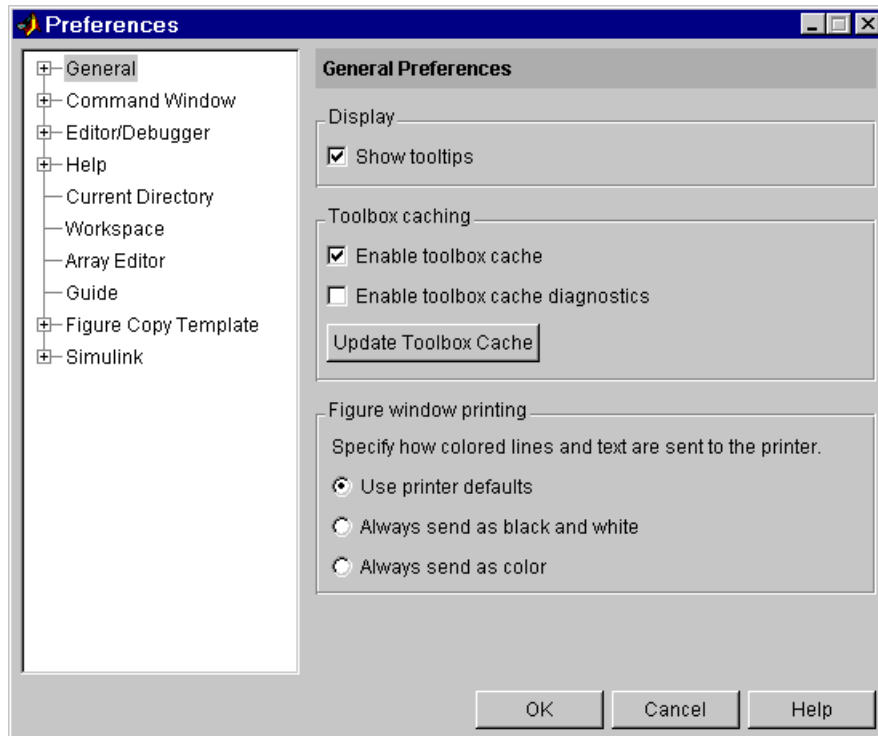 Preferences
General
Command Window
Editor/Debugger
Help
Current Directory
Workspace
Array Editor
Guide
Figure Copy Template
Simulink
General Preferences
Display
Show tooltips
Toolbox caching
Enable toolbox cache
Enable toolbox cache diagnostics
Update Toolbox Cache
Figure window printing
Specify how colored lines and text are sent to the printer.
Use printer defaults
Always send as black and white
Always send as color
OK Cancel Help